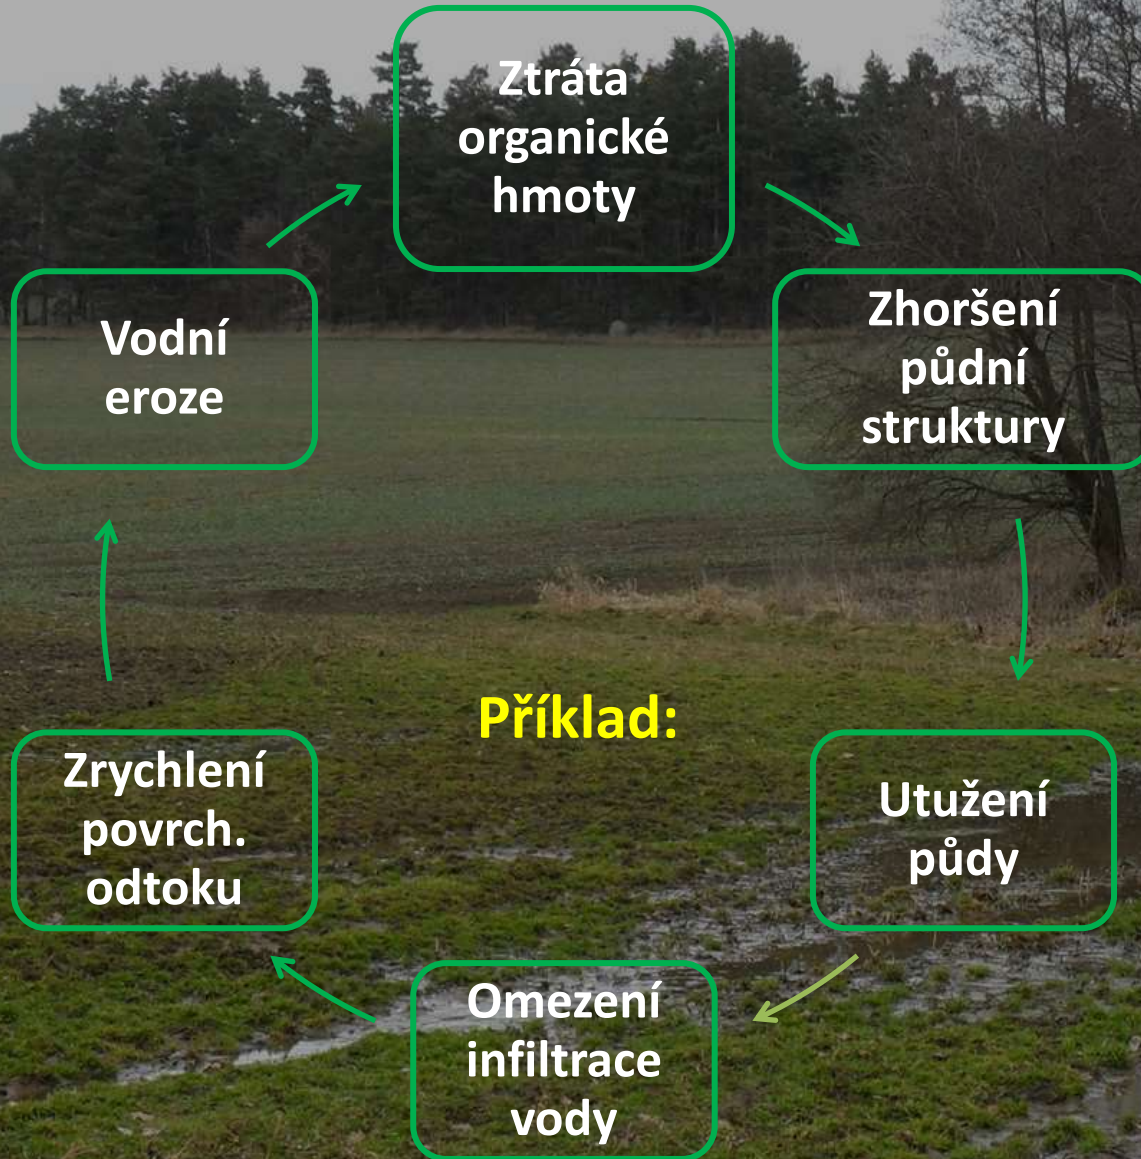 Ztráta
organické
hmoty
Zhoršení
půdní
struktury
Utužení
půdy
Omezení
infiltrace
vody
Zrychlení
povrch.
odtoku
Vodní
eroze
Příklad: